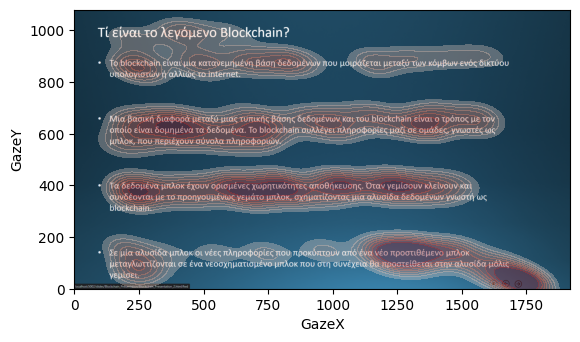 Τί είναι το λεγόμενο Blockchain?
• Το blockchain είναι μια κατανεμημένη βάση δεδομένων που μοιράζεται μεταξύ των κόμβων ενός δικτύου
υπολογιστών ή αλλιώς το internet.
• Μια βασική διαφορά μεταξύ μιας τυπικής βάσης δεδομένων και του blockchain είναι ο τρόπος με τον
οποίο είναι δομημένα τα δεδομένα. Το blockchain συλλέγει πληροφορίες μαζί σε ομάδες, γνωστές ως
μπλοκ, που περιέχουν σύνολα πληροφοριών.
• Τα δεδομένα μπλοκ έχουν ορισμένες χωρητικότητες αποθήκευσης. Όταν γεμίσουν κλείνουν και
συνδέονται με το προηγουμένως γεμάτο μπλοκ, σχηματίζοντας μια αλυσίδα δεδομένων γνωστή ως
blockchain.
• Σε μία αλυσίδα μπλοκ οι νέες πληροφορίες που προκύπτουν από ένα νέο προστιθέμενο μπλοκ
μεταγλωττίζονται σε ένα νεοσχηματισμένο μπλοκ που στη συνέχεια θα προστίθεται στην αλυσίδα μόλις
γεμίσει.
GazeY
1000
800
600
400
200
0
0 250 500 750 1000 1250 1500 1750
GazeX